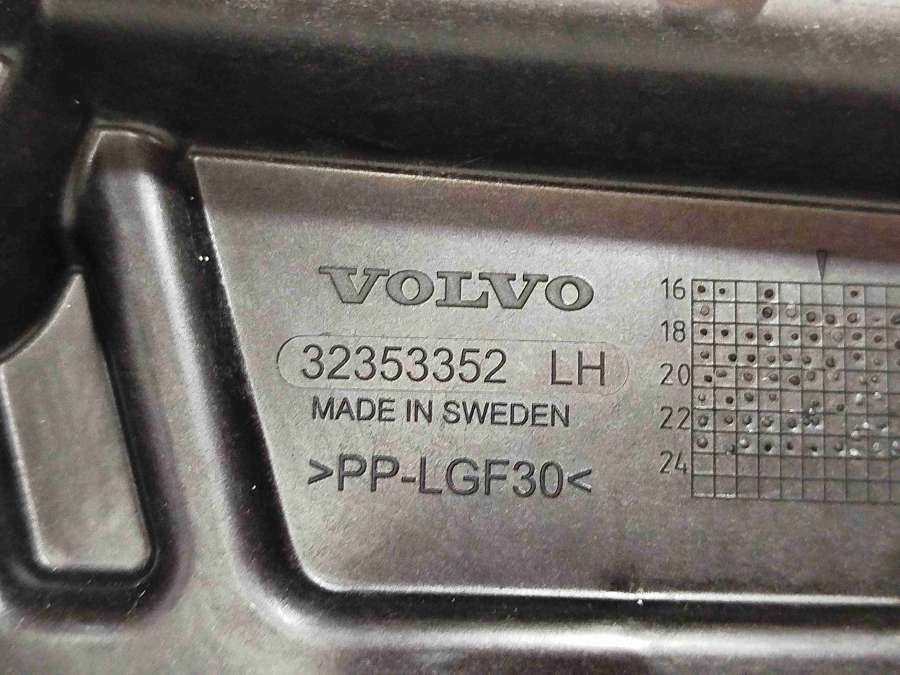 VOLVO
32353352 LH
MADE IN SWEDEN
>PP-LGF30<
16
18
20
22
24